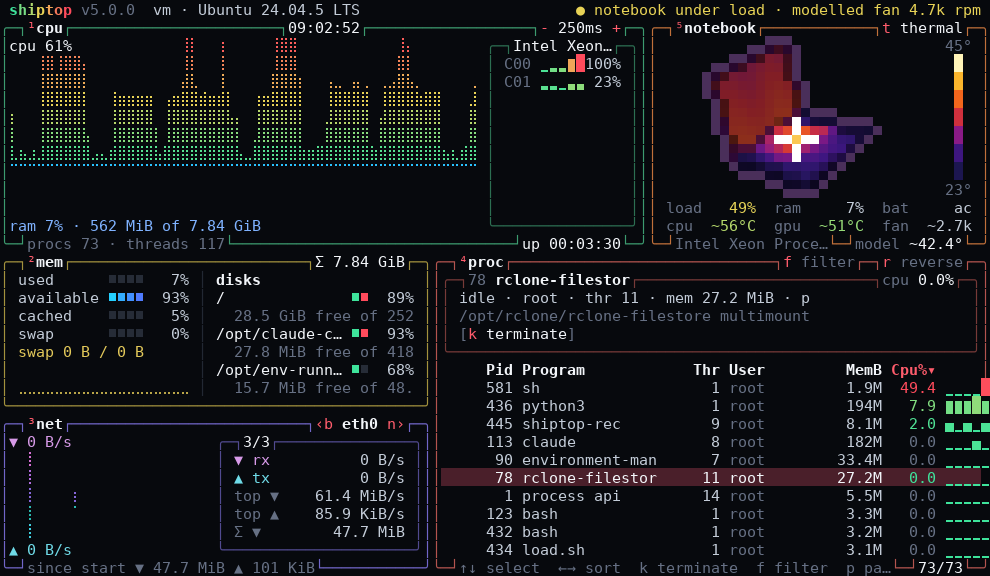 shiptop v5.0.0 vm · Ubuntu 24.04.5 LTS ● notebook under load · modelled fan 4.7k rpm
¹cpu 09:02:52 - 250ms + ⁵notebook t thermal
cpu 61% Intel Xeon… 45°
C00 100%
C01 23%
23°
load 49% ram 7% bat ac
ram 7% · 562 MiB of 7.84 GiB cpu ~56°C gpu ~51°C fan ~2.7k
procs 73 · threads 117 up 00:03:30 Intel Xeon Proce… model ~42.4°
²mem Σ 7.84 GiB
used 7%
available 93%
cached 5%
swap 0%
swap 0 B / 0 B
disks
/ 89%
28.5 GiB free of 252
/opt/claude-c… 93%
27.8 MiB free of 418
/opt/env-runn… 68%
15.7 MiB free of 48.
³net ‹b eth0 n›
▼ 0 B/s 3/3
▼ rx 0 B/s
▲ tx 0 B/s
top ▼ 61.4 MiB/s
top ▲ 85.9 KiB/s
Σ ▼ 47.7 MiB
▲ 0 B/s
since start ▼ 47.7 MiB ▲ 101 KiB
⁴proc f filter r reverse
78 rclone-filestor cpu 0.0%
idle · root · thr 11 · mem 27.2 MiB · p
/opt/rclone/rclone-filestore multimount
[k terminate]
Pid Program Thr User MemB Cpu%▾
581 sh 1 root 1.9M 49.4
436 python3 1 root 194M 7.9
445 shiptop-rec 9 root 8.1M 2.0
113 claude 8 root 182M 0.0
90 environment-man 7 root 33.4M 0.0
78 rclone-filestor 11 root 27.2M 0.0
1 process api 14 root 5.5M 0.0
123 bash 1 root 3.3M 0.0
432 bash 1 root 3.2M 0.0
434 load.sh 1 root 3.1M 0.0
↑↓ select ←→ sort k terminate f filter p pa… 73/73